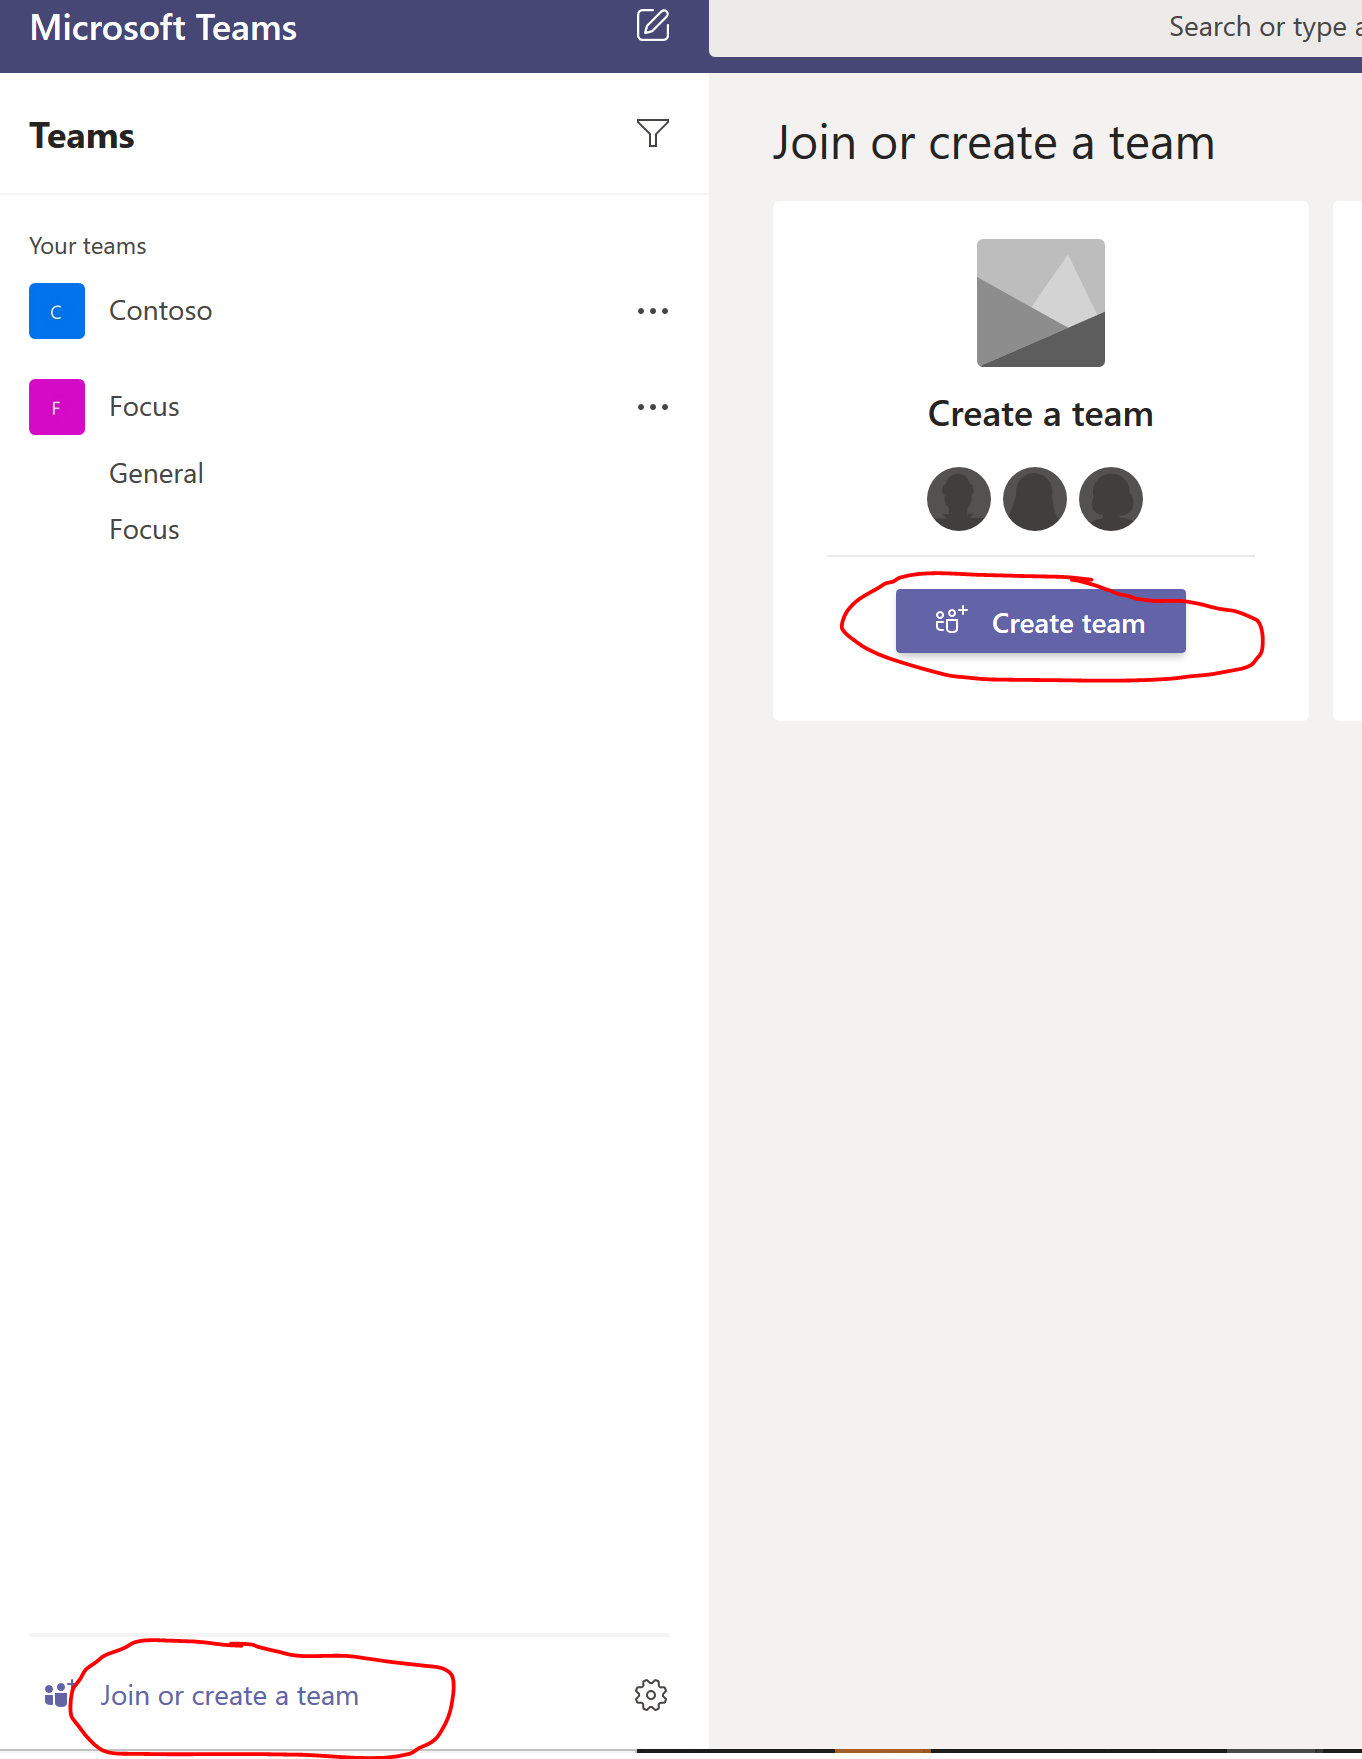 Microsoft Teams
Search or type a
Teams
Your teams
C Contoso
F Focus
General
Focus
Join or create a team
Join or create a team
Create a team
Create team